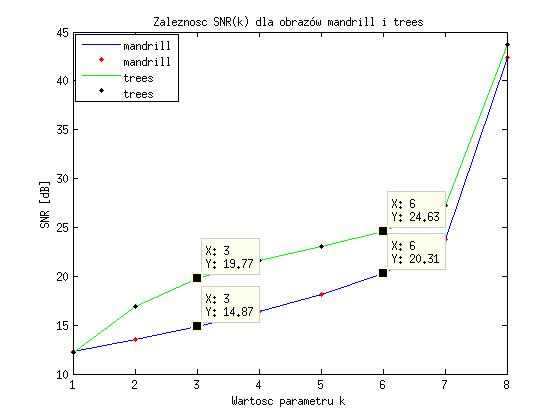 Zaleznosc SNR(k) dla obrazów mandrill i trees
mandrill
mandrill
trees
trees
SNR [dB]
45
40
35
30
25
20
15
10
X: 6
Y: 24.63
X: 6
Y: 20.31
X: 3
Y: 19.77
X: 3
Y: 14.87
1 2 3 4 5 6 7 8
Wartosc parametru k